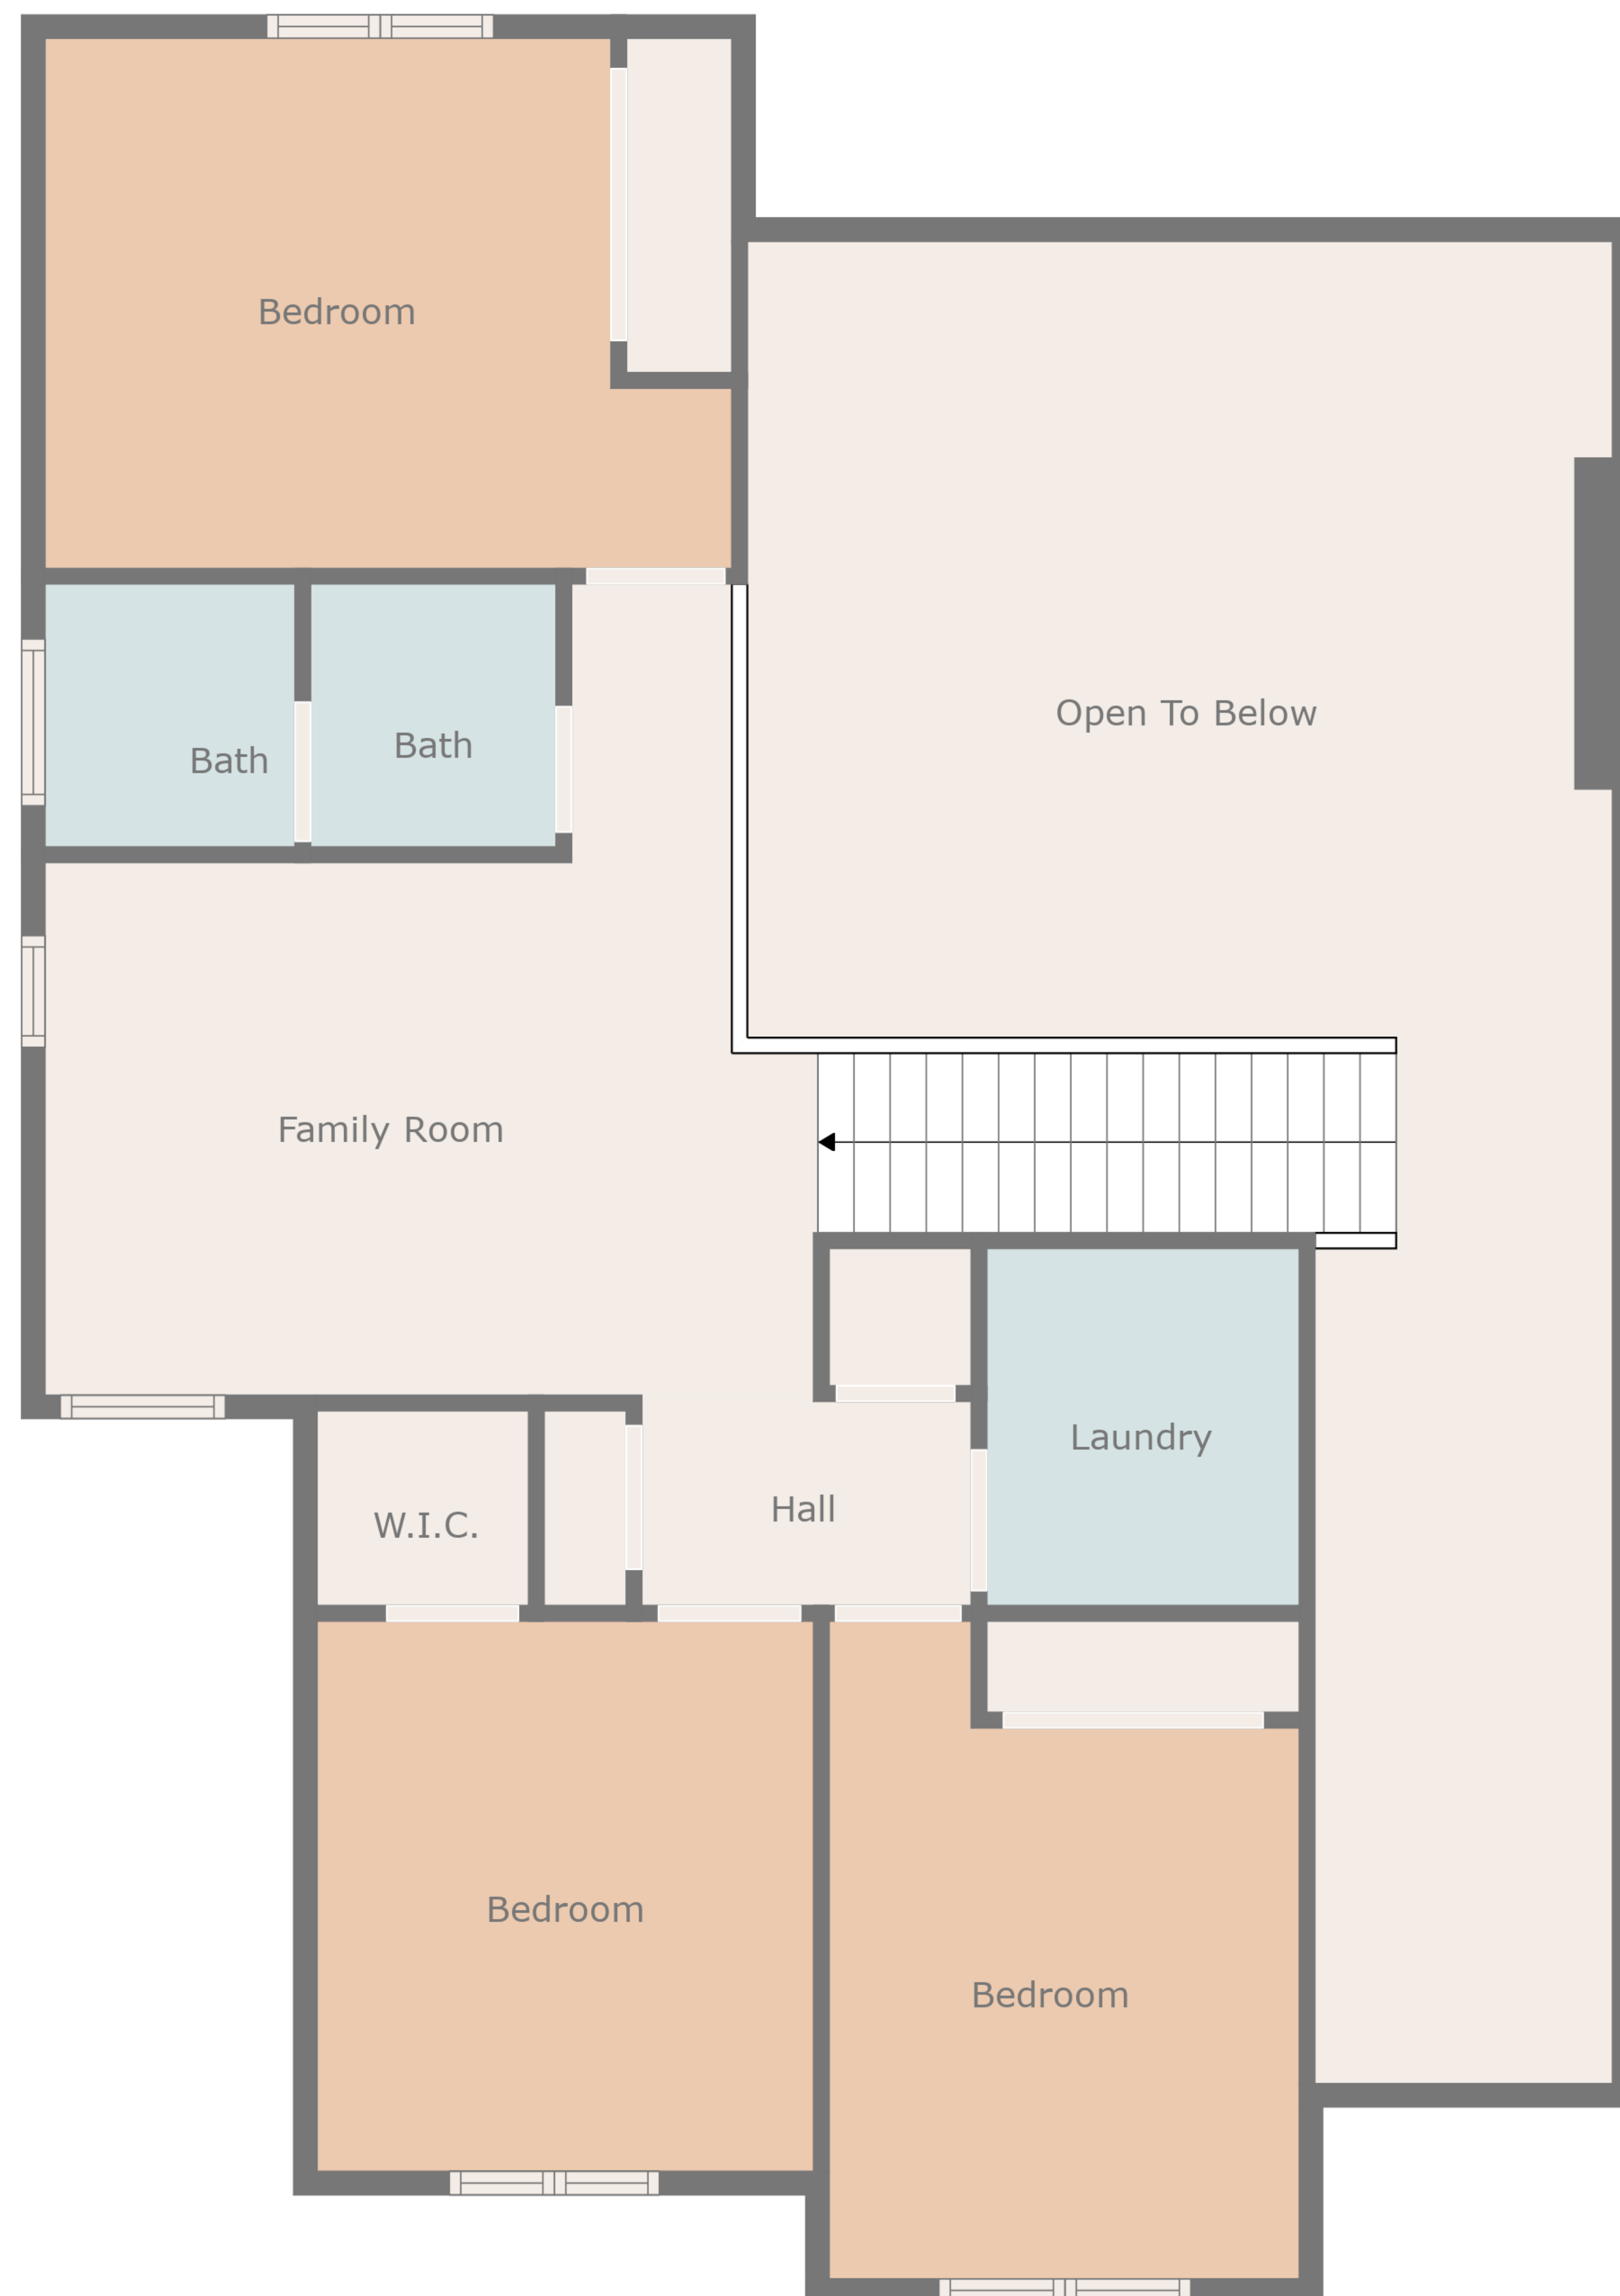 Bedroom
Open To Below
Bath
Bath
Family Room
Laundry
Hall
W.I.C.
Bedroom
Bedroom